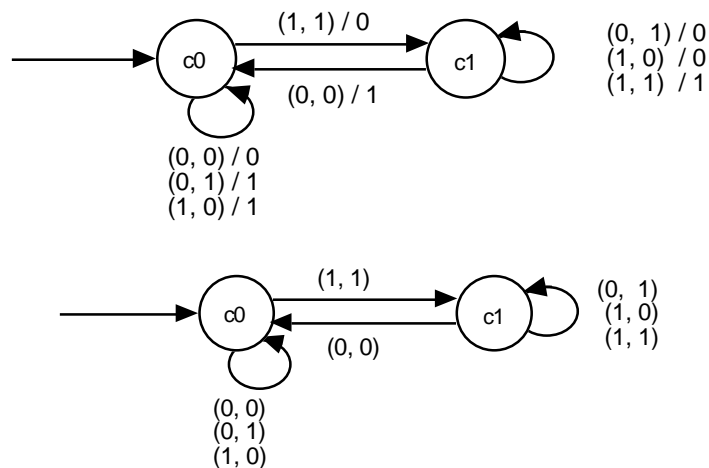 (1, 1) / 0
c0
c1
(0, 1) / 0
(1, 0) / 0
(1, 1) / 1
(0, 0) / 1
(0, 0) / 0
(0, 1) / 1
(1, 0) / 1
(1, 1)
c0
c1
(0, 1)
(1, 0)
(1, 1)
(0, 0)
(0, 0)
(0, 1)
(1, 0)